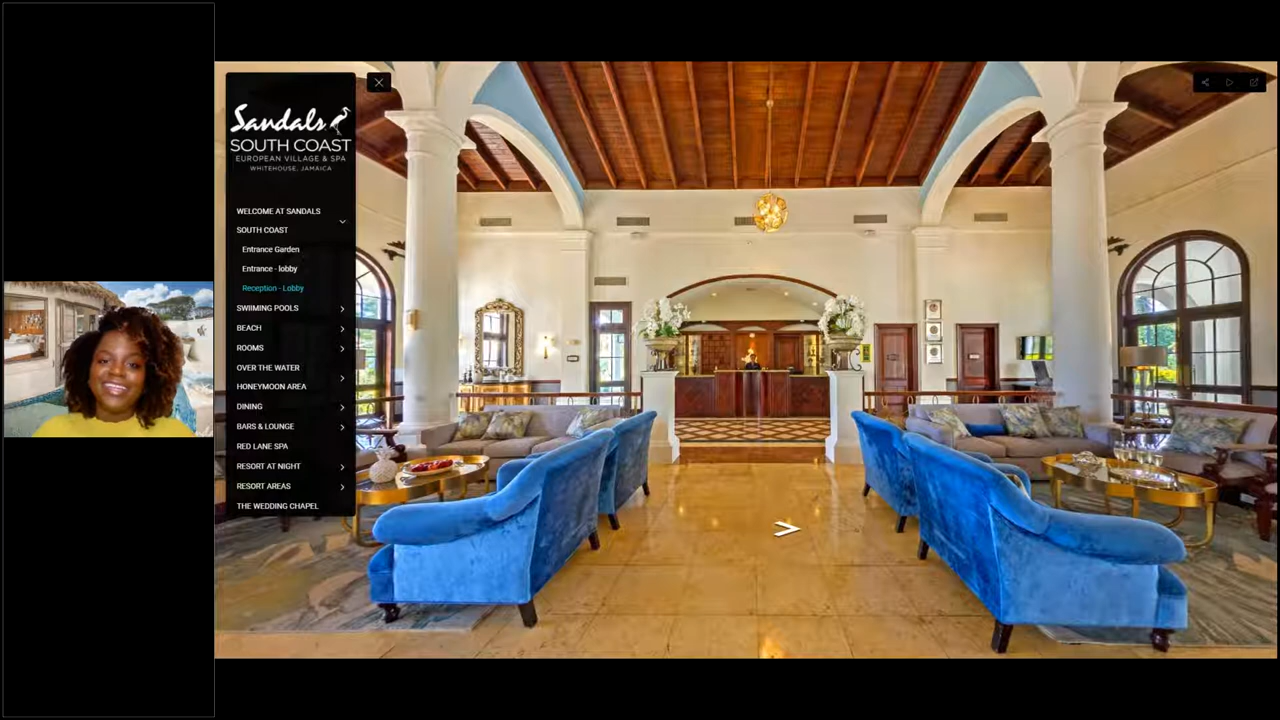 Sandals
SOUTH COAST
EUROPEAN VILLAGE & SPA
WHITEHOUSE, JAMAICA
WELCOME AT SANDALS
SOUTH COAST
Entrance Garden
Entrance - lobby
Reception - Lobby
SWIIMING POOLS
BEACH
ROOMS
OVER THE WATER
HONEYMOON AREA
DINING
BARS & LOUNGE
RED LANE SPA
RESORT AT NIGHT
RESORT AREAS
THE WEDDING CHAPEL